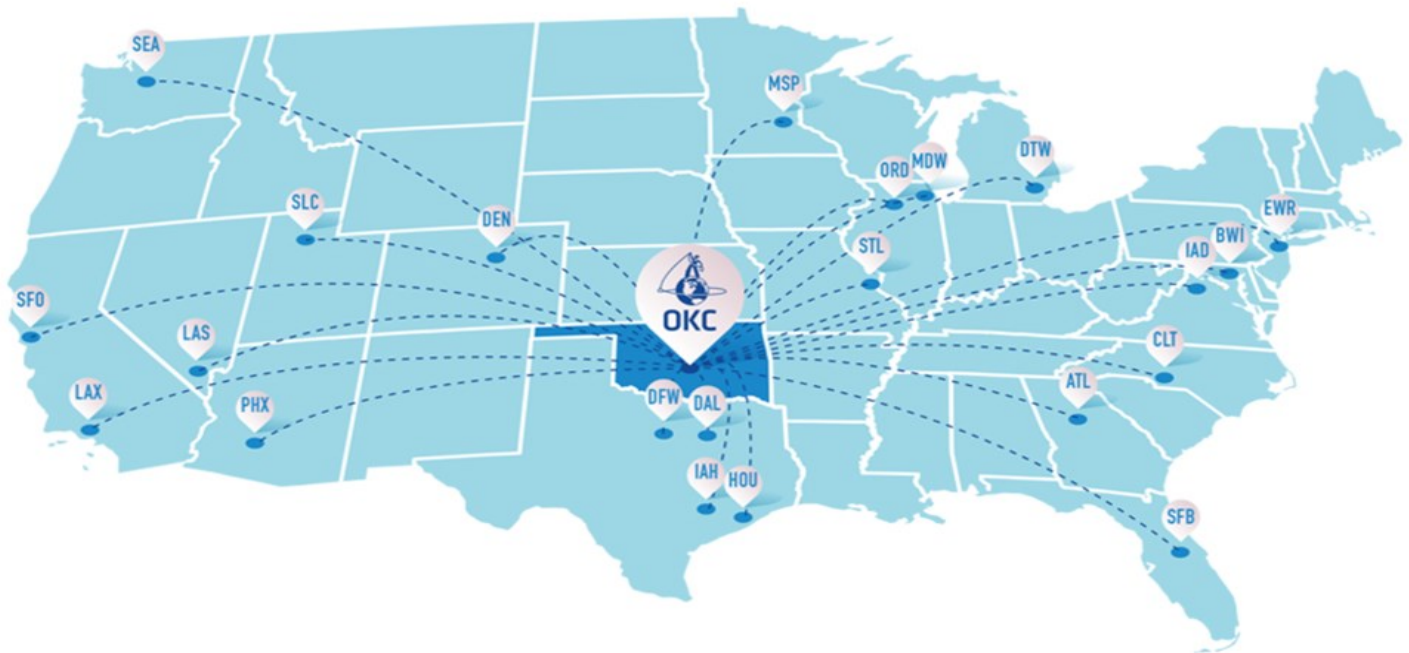 SEA
MSP
DTW
MDW
ORD
SLC
DEN
EWR
BWİ
IAD
STL
SFO
OKC
LAS
CLT
ATL
LAX
PHX
DFW
DAL
IAH
HOU
SFB